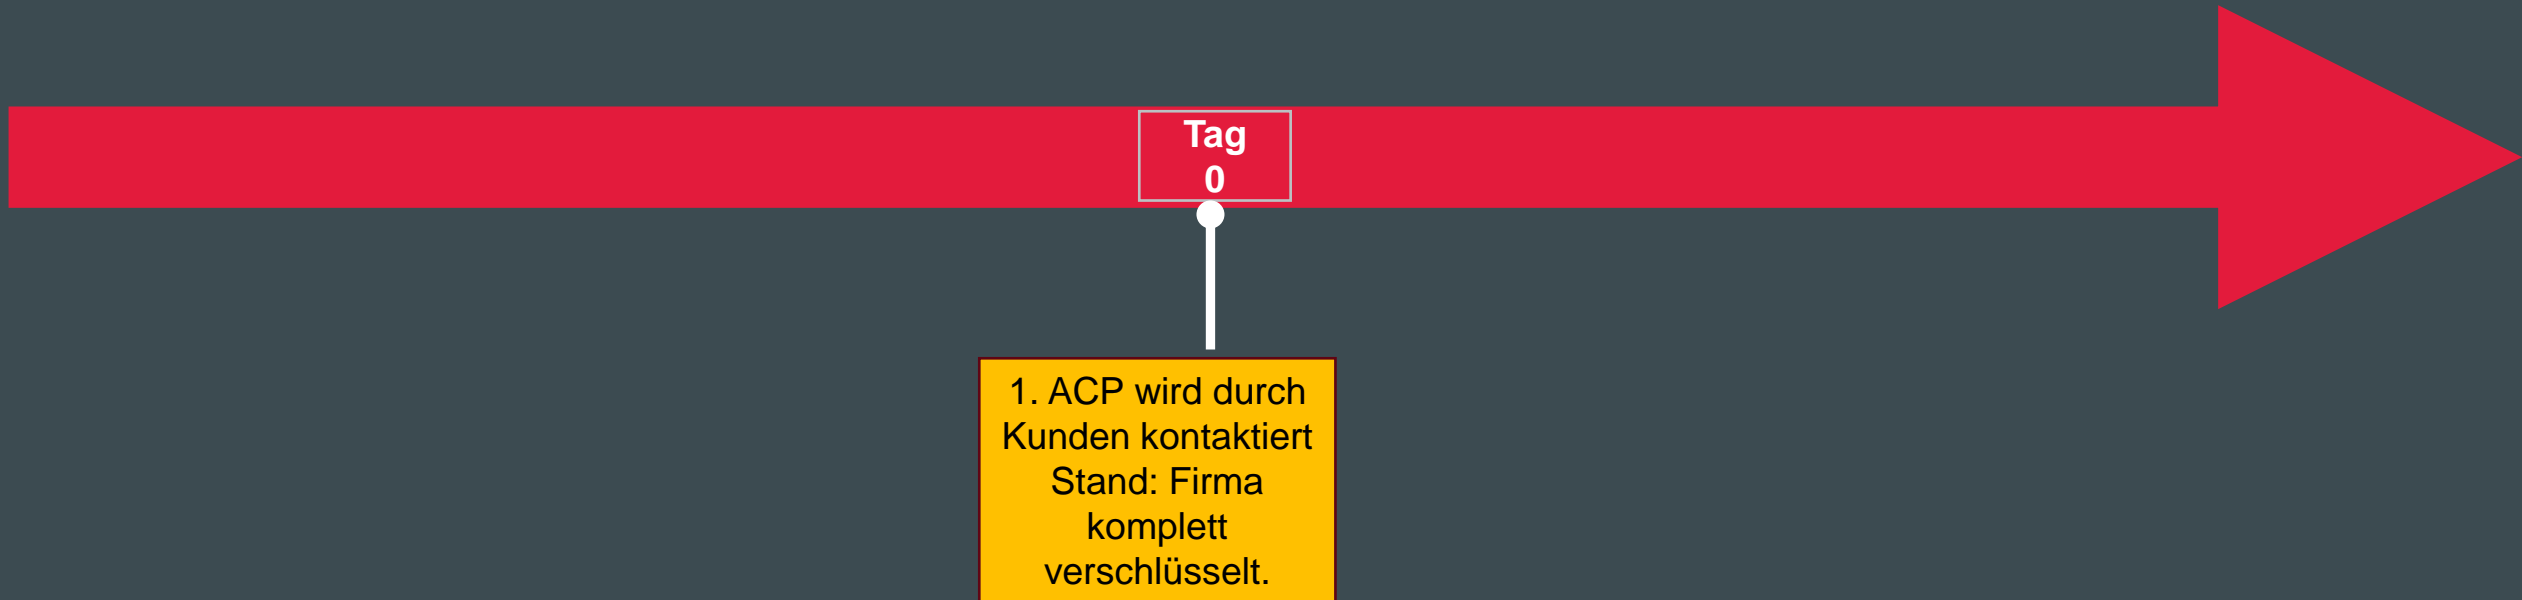 Tag
0
1. ACP wird durch
Kunden kontaktiert
Stand: Firma
komplett
verschlüsselt.